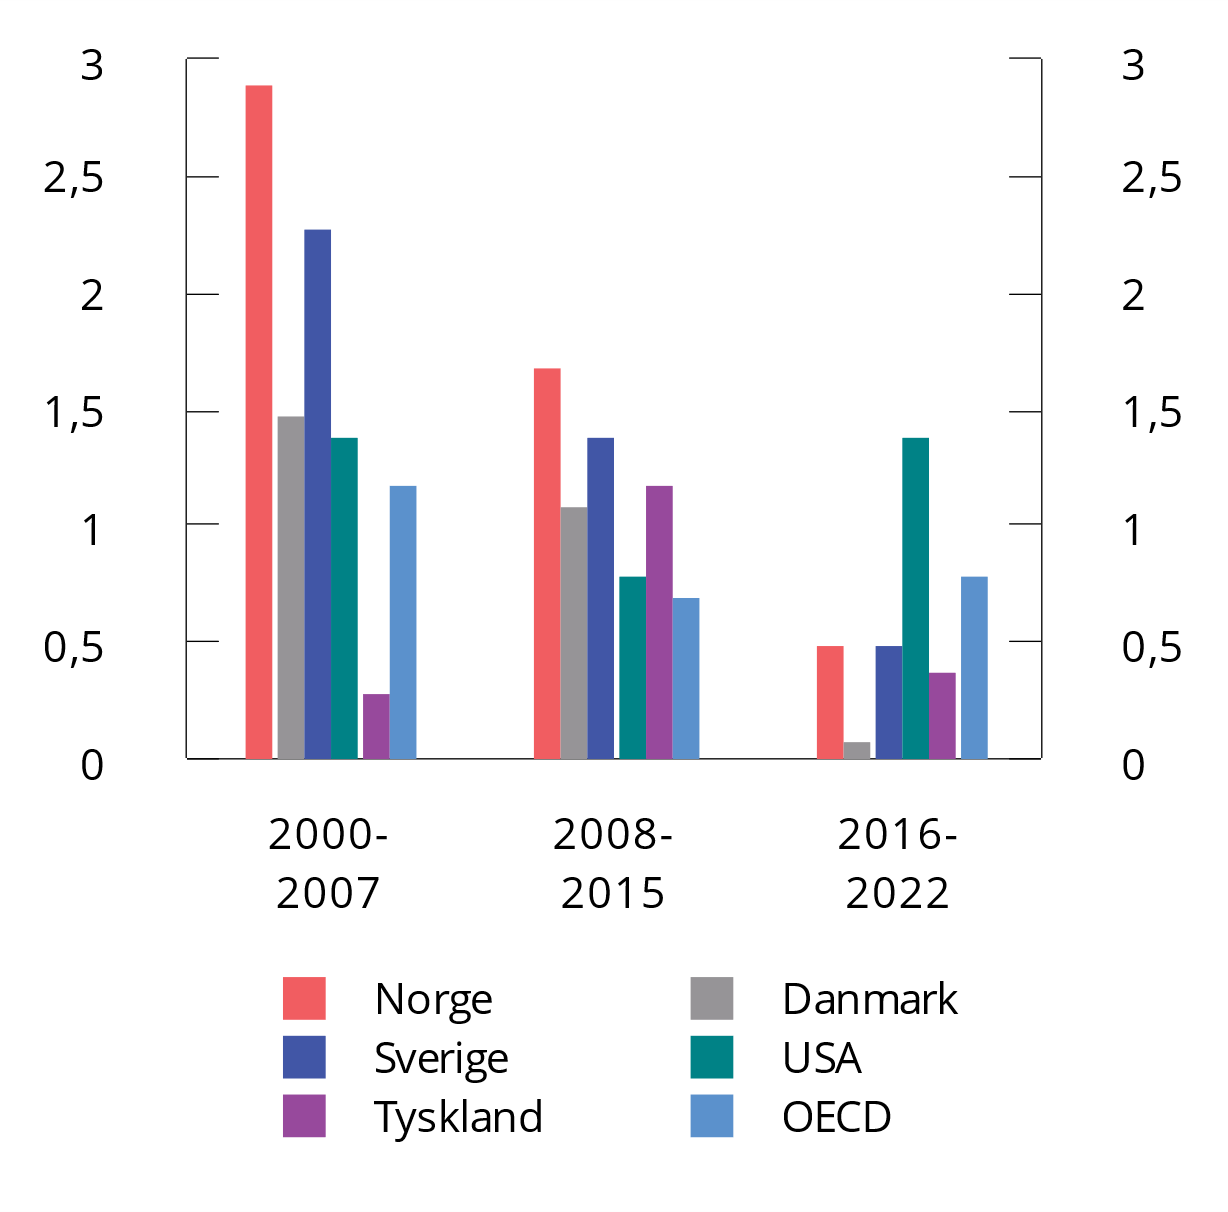 3 3
2,5 2,5
2 2
1,5 1,5
1 1
0,5 0,5
0 0
2000- 2008- 2016-
2007 2015 2022
Norge Danmark
Sverige USA
Tyskland OECD